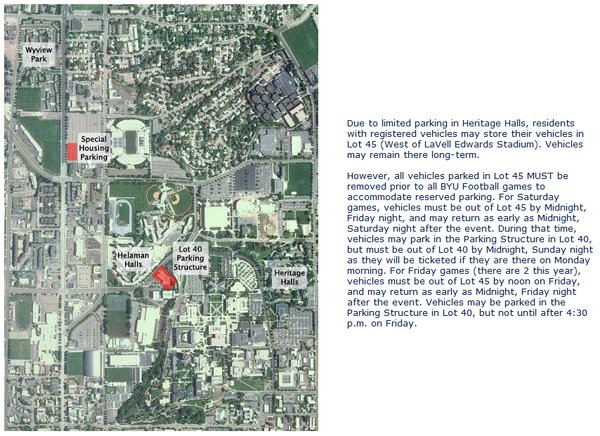 Wyview
Park
Special
Housing
Parking
Helaman
Halls
Lot 40
Parking
Structure
Heritage
Halls
Due to limited parking in Heritage Halls, residents
with registered vehicles may store their vehicles in
Lot 45 (West of LaVell Edwards Stadium). Vehicles
may remain there long-term.
However, all vehicles parked in Lot 45 MUST be
removed prior to all BYU Football games to
accommodate reserved parking. For Saturday
games, vehicles must be out of Lot 45 by Midnight,
Friday night, and may return as early as Midnight,
Saturday night after the event. During that time,
vehicles may park in the Parking Structure in Lot 40,
but must be out of Lot 40 by Midnight, Sunday night
as they will be ticketed if they are there on Monday
morning. For Friday games (there are 2 this year),
vehicles must be out of Lot 45 by noon on Friday,
and may return as early as Midnight, Friday night
after the event. Vehicles may be parked in the
Parking Structure in Lot 40, but not until after 4:30
p.m. on Friday.